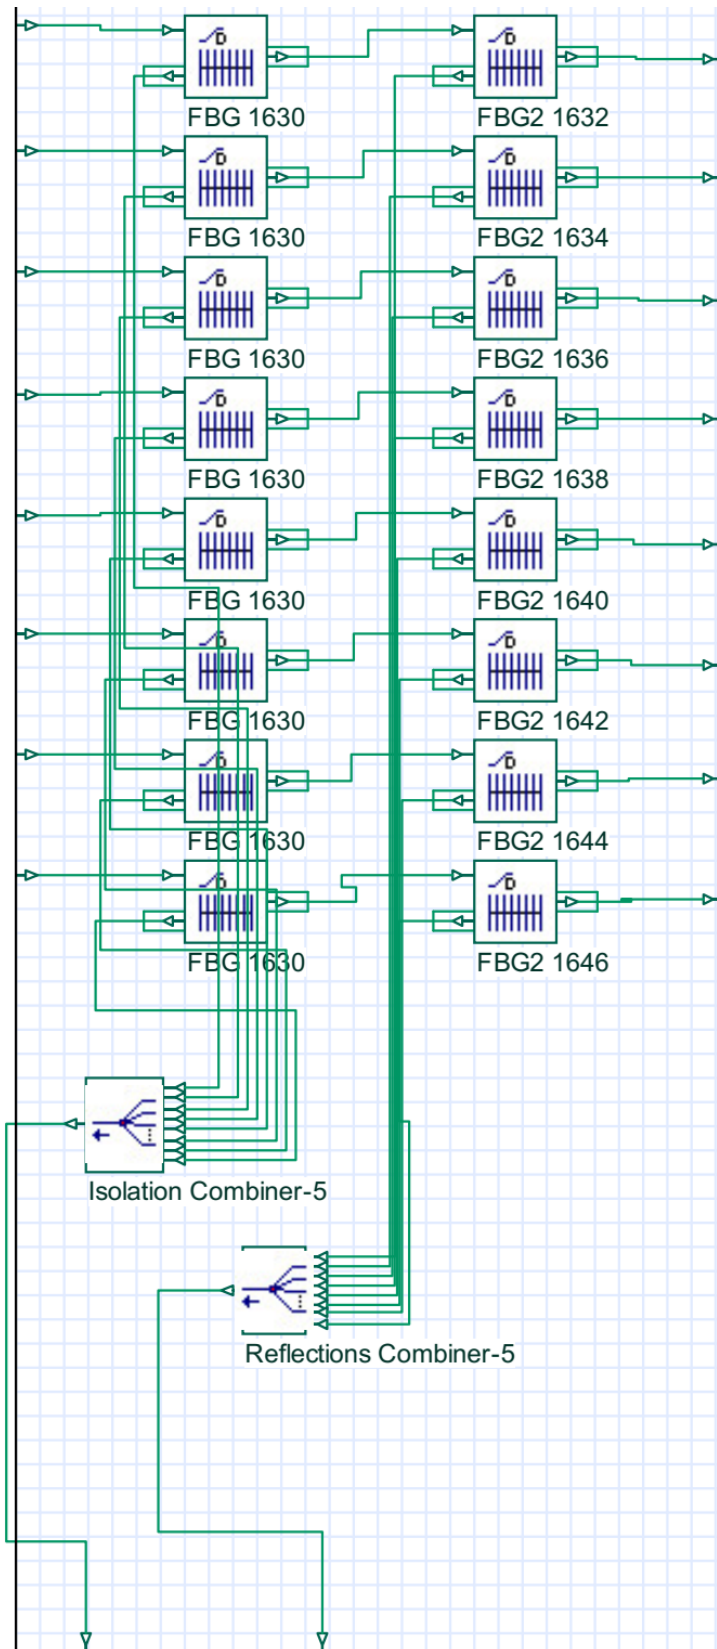 D D
FBG 1630 FBG2 1632
D D
FBG 1630 FBG2 1634
D D
FBG 1630 FBG2 1636
D D
FBG 1630 FBG2 1638
D D
FBG 1630 FBG2 1640
D D
FBG 1630 FBG2 1642
D D
FBG 1630 FBG2 1644
D D
FBG 1630 FBG2 1646
Isolation Combiner-5
Reflections Combiner-5